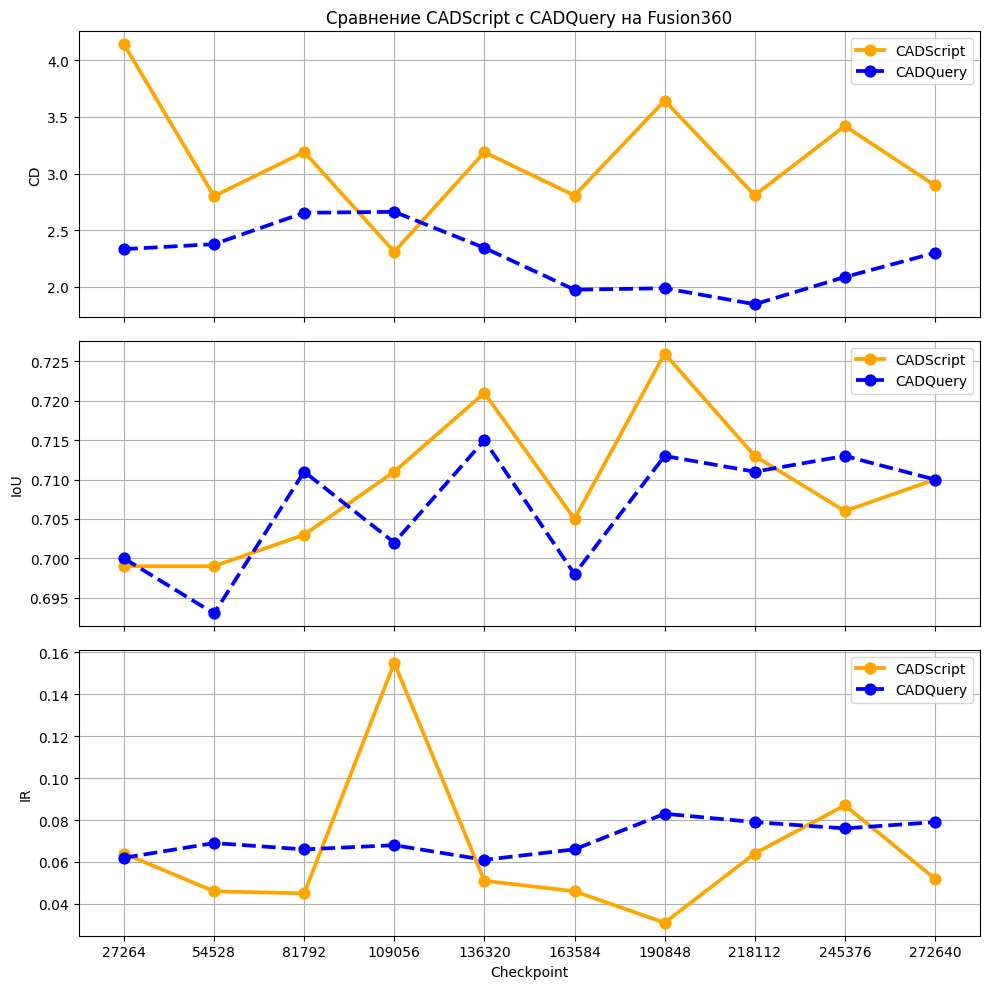 Сравнение CADScript с CADQuery на Fusion360
CADScript
CADQuery
4.0
3.5
3.0
2.5
2.0
CD
CADScript
CADQuery
0.725
0.720
0.715
0.710
0.705
0.700
0.695
IoU
CADScript
CADQuery
0.16
0.14
0.12
0.10
0.08
0.06
0.04
IR
27264 54528 81792 109056 136320 163584 190848 218112 245376 272640
Checkpoint